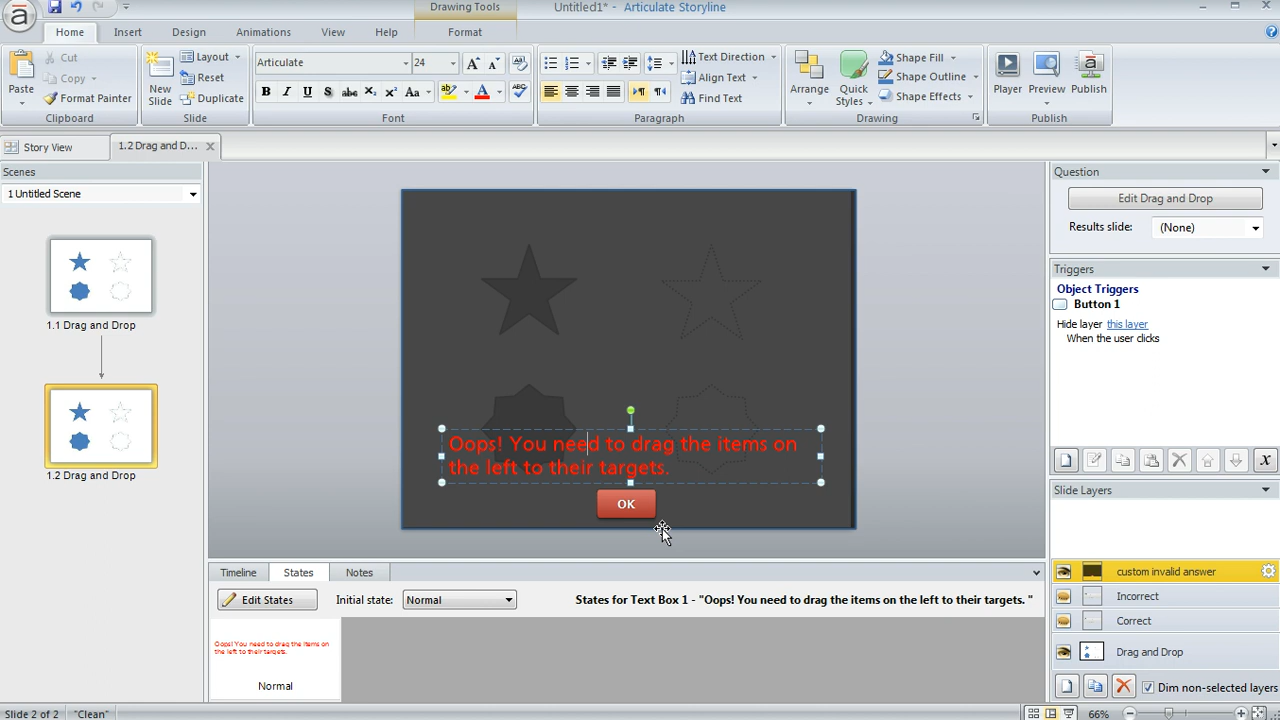 Drawing Tools
Untitled1* - Articulate Storyline
Home Insert Design Animations View Help Format
Cut
Copy
Format Painter
Paste
Clipboard
New Slide
Layout
Reset
Duplicate
Slide
Articulate 24
B I U S abc X₂ X² Aa
Font
Text Direction
Align Text
Find Text
Paragraph
Arrange
Quick Styles
Shape Fill
Shape Outline
Shape Effects
Drawing
Player Preview Publish
Publish
Story View
1.2 Drag and D...
Scenes
1 Untitled Scene
1.1 Drag and Drop
1.2 Drag and Drop
Oops! You need to drag the items on
the left to their targets.
OK
Timeline States Notes
Edit States
Initial state: Normal
States for Text Box 1 - "Oops! You need to drag the items on the left to their targets. "
Oops! You need to drag the items on
the left to their targets.
Normal
Question
Edit Drag and Drop
Results slide: (None)
Triggers
Object Triggers
Button 1
Hide layer this layer
When the user clicks
Slide Layers
custom invalid answer
Incorrect
Correct
Drag and Drop
Dim non-selected layers
Slide 2 of 2 "Clean"
66%